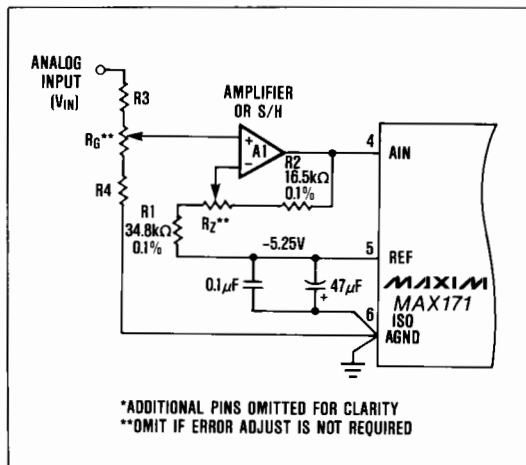 ANALOG
INPUT
(VIN)
R3
RG**
R4
AMPLIFIER
OR S/H
+
A1
−
R2
16.5kΩ
0.1%
4
AIN
R1
34.8kΩ
0.1%
RZ**
−5.25V
5
REF
0.1μF
47μF
+
MAXIM
MAX171
6
ISO
AGND
*ADDITIONAL PINS OMITTED FOR CLARITY
**OMIT IF ERROR ADJUST IS NOT REQUIRED